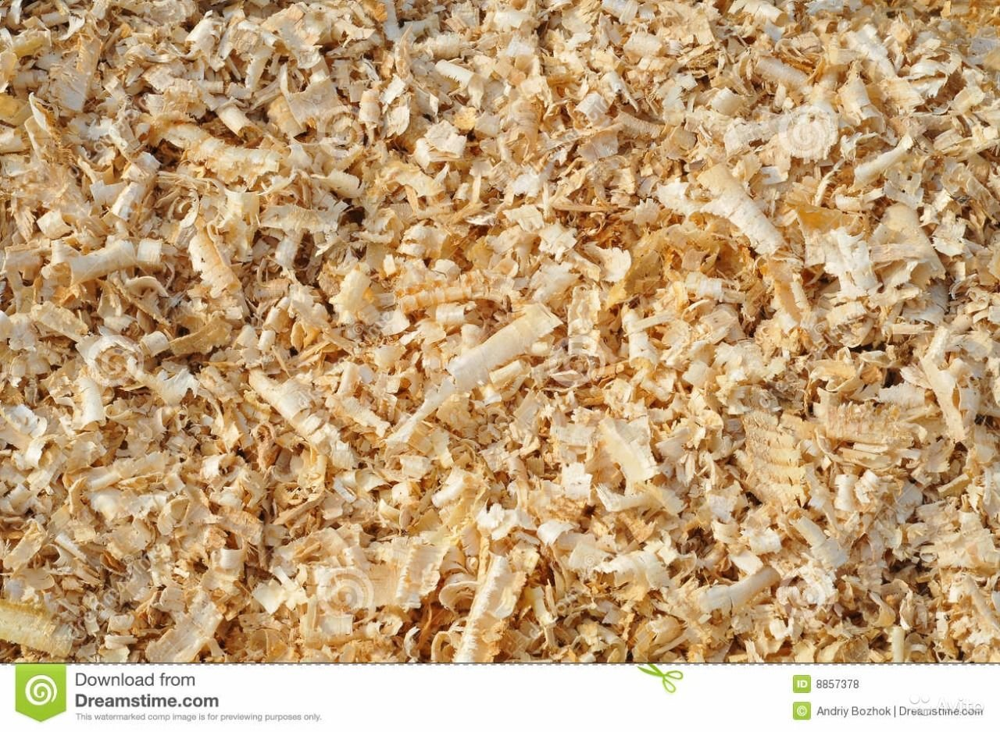 Download from
Dreamstime.com
This watermarked comp image is for previewing purposes only.
ID 8857378
© Andriy Bozhok | Dreamstime.com
Avito